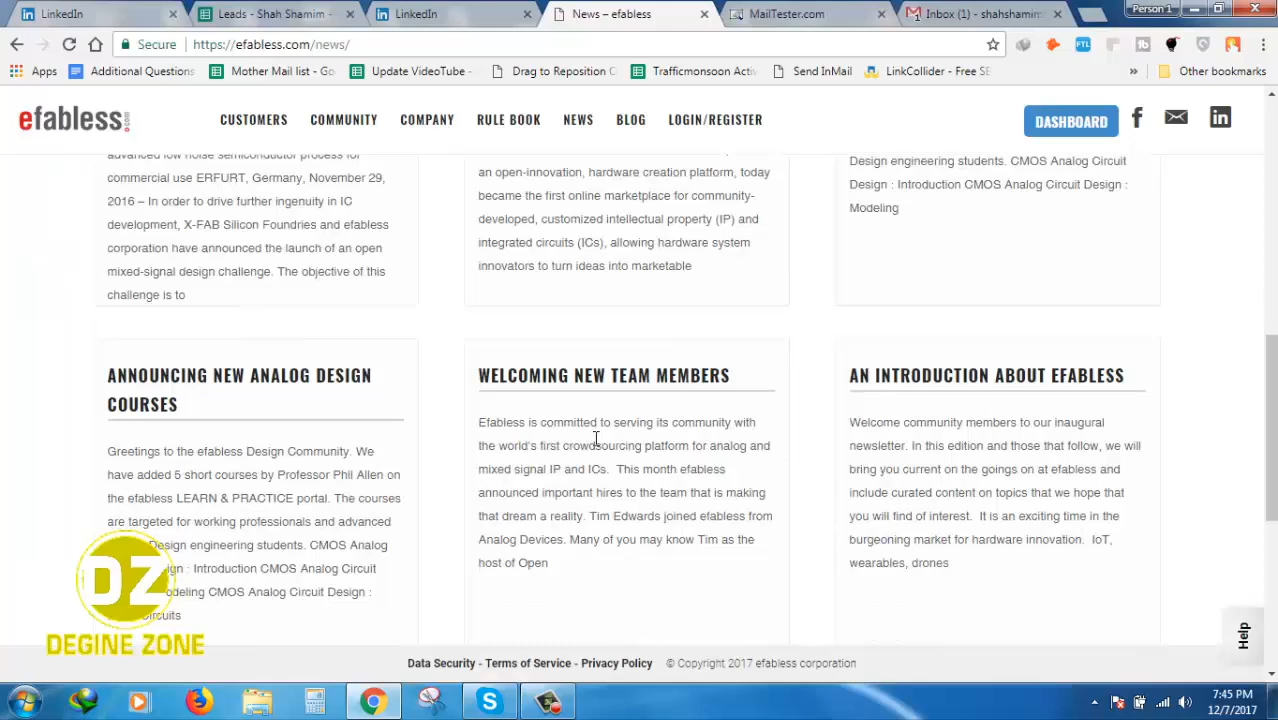 LinkedIn
Leads - Shah Shamim -
LinkedIn
News – efabless
MailTester.com
Inbox (1) - shahshamim
Person 1
Secure
https://efabless.com/news/
Apps
Additional Questions
Mother Mail list - Go
Update VideoTube -
Drag to Reposition C
Trafficmonsoon Acti
Send InMail
LinkCollider - Free SE
»
Other bookmarks
efabless.com
CUSTOMERS
COMMUNITY
COMPANY
RULE BOOK
NEWS
BLOG
LOGIN/REGISTER
DASHBOARD
advanced low noise semiconductor process for
commercial use ERFURT, Germany, November 29,
2016 – In order to drive further ingenuity in IC
development, X-FAB Silicon Foundries and efabless
corporation have announced the launch of an open
mixed-signal design challenge. The objective of this
challenge is to
an open-innovation, hardware creation platform, today
became the first online marketplace for community-
developed, customized intellectual property (IP) and
integrated circuits (ICs), allowing hardware system
innovators to turn ideas into marketable
Design engineering students. CMOS Analog Circuit
Design : Introduction CMOS Analog Circuit Design :
Modeling
ANNOUNCING NEW ANALOG DESIGN
COURSES
Greetings to the efabless Design Community. We
have added 5 short courses by Professor Phil Allen on
the efabless LEARN & PRACTICE portal. The courses
are targeted for working professionals and advanced
Design engineering students. CMOS Analog
: Introduction CMOS Analog Circuit
odeling CMOS Analog Circuit Design :
Circuits
WELCOMING NEW TEAM MEMBERS
Efabless is committed to serving its community with
the world's first crowdsourcing platform for analog and
mixed signal IP and ICs. This month efabless
announced important hires to the team that is making
that dream a reality. Tim Edwards joined efabless from
Analog Devices. Many of you may know Tim as the
host of Open
AN INTRODUCTION ABOUT EFABLESS
Welcome community members to our inaugural
newsletter. In this edition and those that follow, we will
bring you current on the goings on at efabless and
include curated content on topics that we hope that
you will find of interest. It is an exciting time in the
burgeoning market for hardware innovation. IoT,
wearables, drones
DZ
DEGINE ZONE
Help
Data Security - Terms of Service - Privacy Policy © Copyright 2017 efabless corporation
7:45 PM
12/7/2017